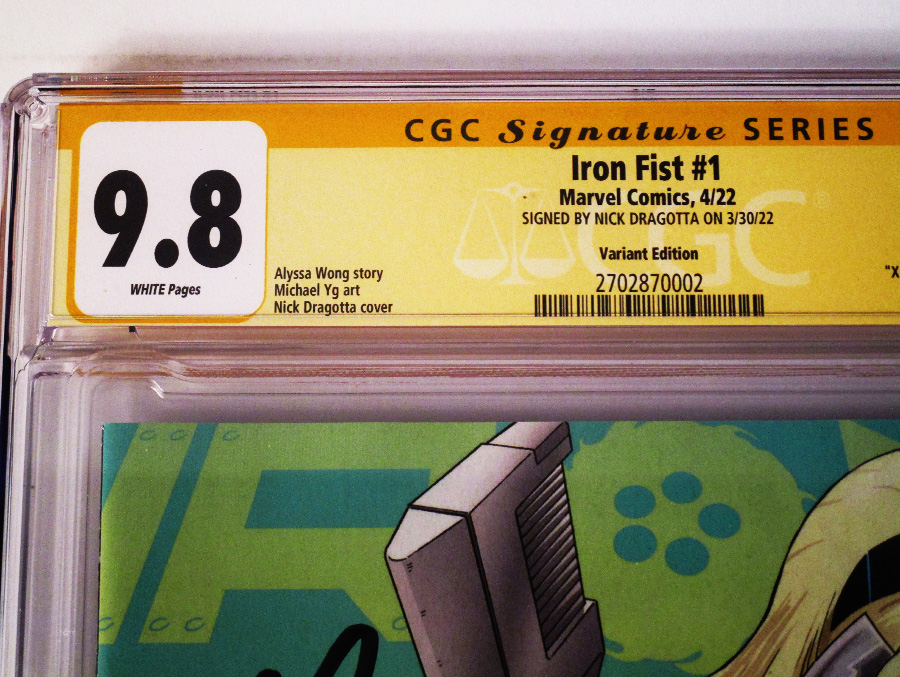 CGC Signature SERIES
9.8
WHITE Pages
Iron Fist #1
Marvel Comics, 4/22
SIGNED BY NICK DRAGOTTA ON 3/30/22
Variant Edition
2702870002
Alyssa Wong story
Michael Yg art
Nick Dragotta cover
"X
CGC